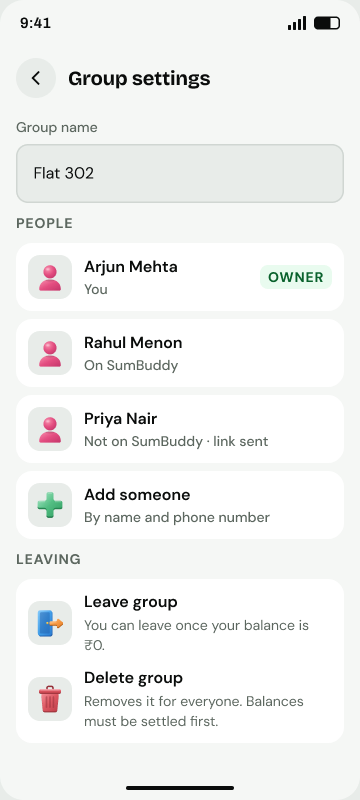 9:41
Group settings
Group name
Flat 302
PEOPLE
Arjun Mehta
You
OWNER
Rahul Menon
On SumBuddy
Priya Nair
Not on SumBuddy · link sent
Add someone
By name and phone number
LEAVING
Leave group
You can leave once your balance is
₹0.
Delete group
Removes it for everyone. Balances
must be settled first.